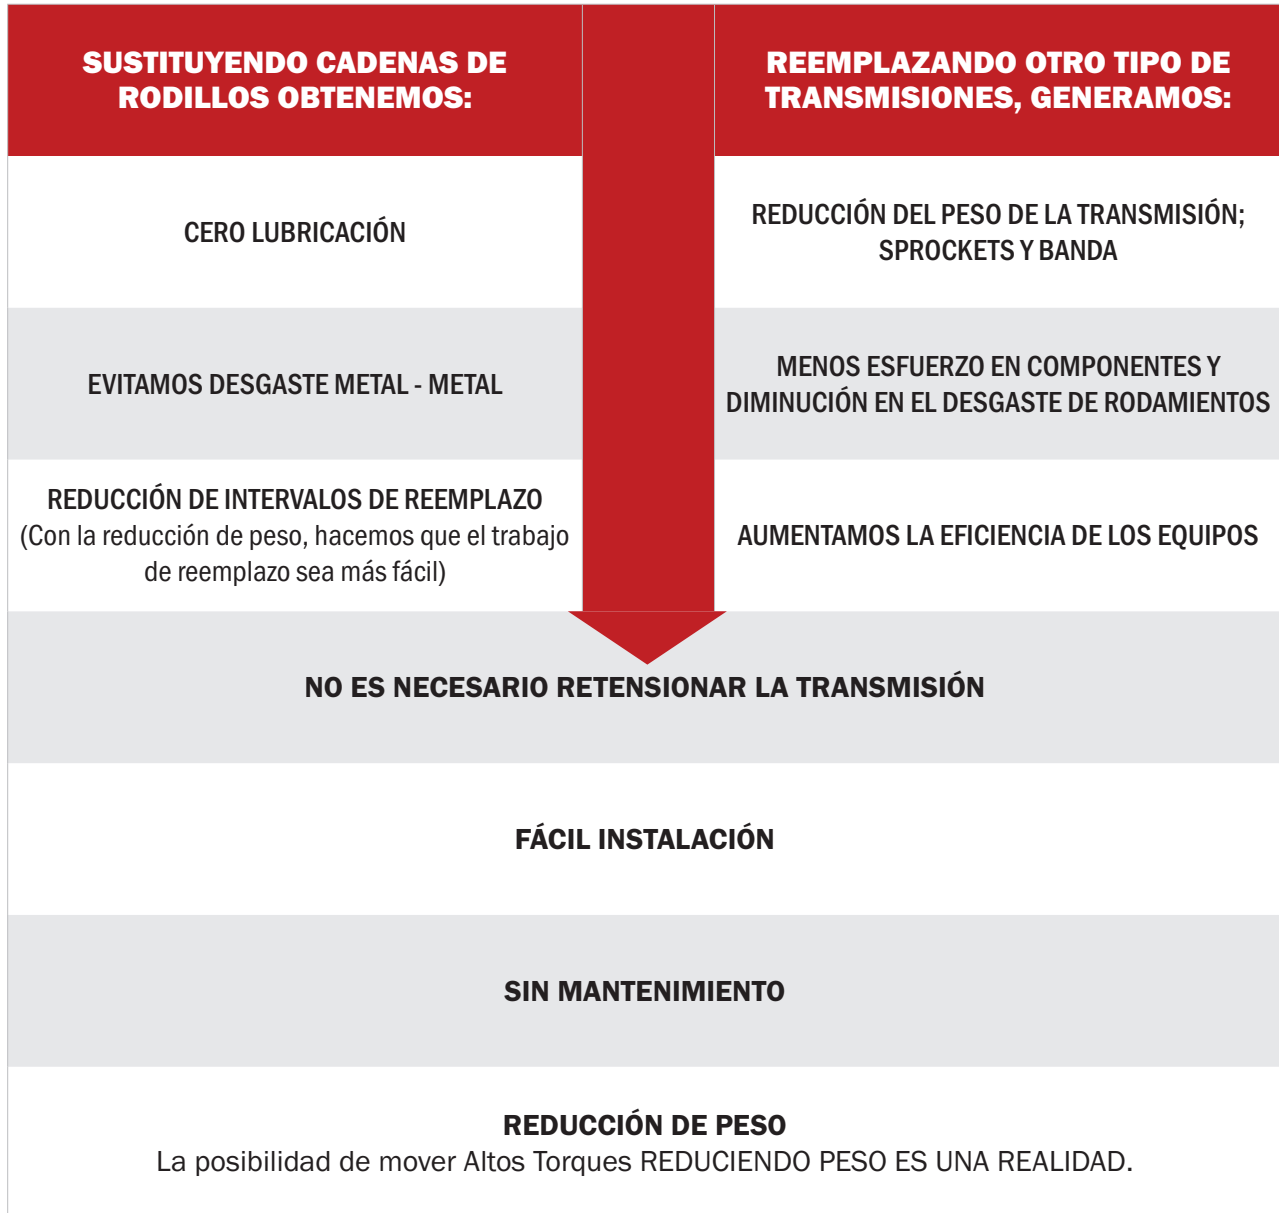 SUSTITUYENDO CADENAS DE
RODILLOS OBTENEMOS:
REEMPLAZANDO OTRO TIPO DE
TRANSMISIONES, GENERAMOS:
CERO LUBRICACIÓN
REDUCCIÓN DEL PESO DE LA TRANSMISIÓN;
SPROCKETS Y BANDA
EVITAMOS DESGASTE METAL - METAL
MENOS ESFUERZO EN COMPONENTES Y
DIMINUCIÓN EN EL DESGASTE DE RODAMIENTOS
REDUCCIÓN DE INTERVALOS DE REEMPLAZO
(Con la reducción de peso, hacemos que el trabajo
de reemplazo sea más fácil)
AUMENTAMOS LA EFICIENCIA DE LOS EQUIPOS
NO ES NECESARIO RETENSIONAR LA TRANSMISIÓN
FÁCIL INSTALACIÓN
SIN MANTENIMIENTO
REDUCCIÓN DE PESO
La posibilidad de mover Altos Torques REDUCIENDO PESO ES UNA REALIDAD.